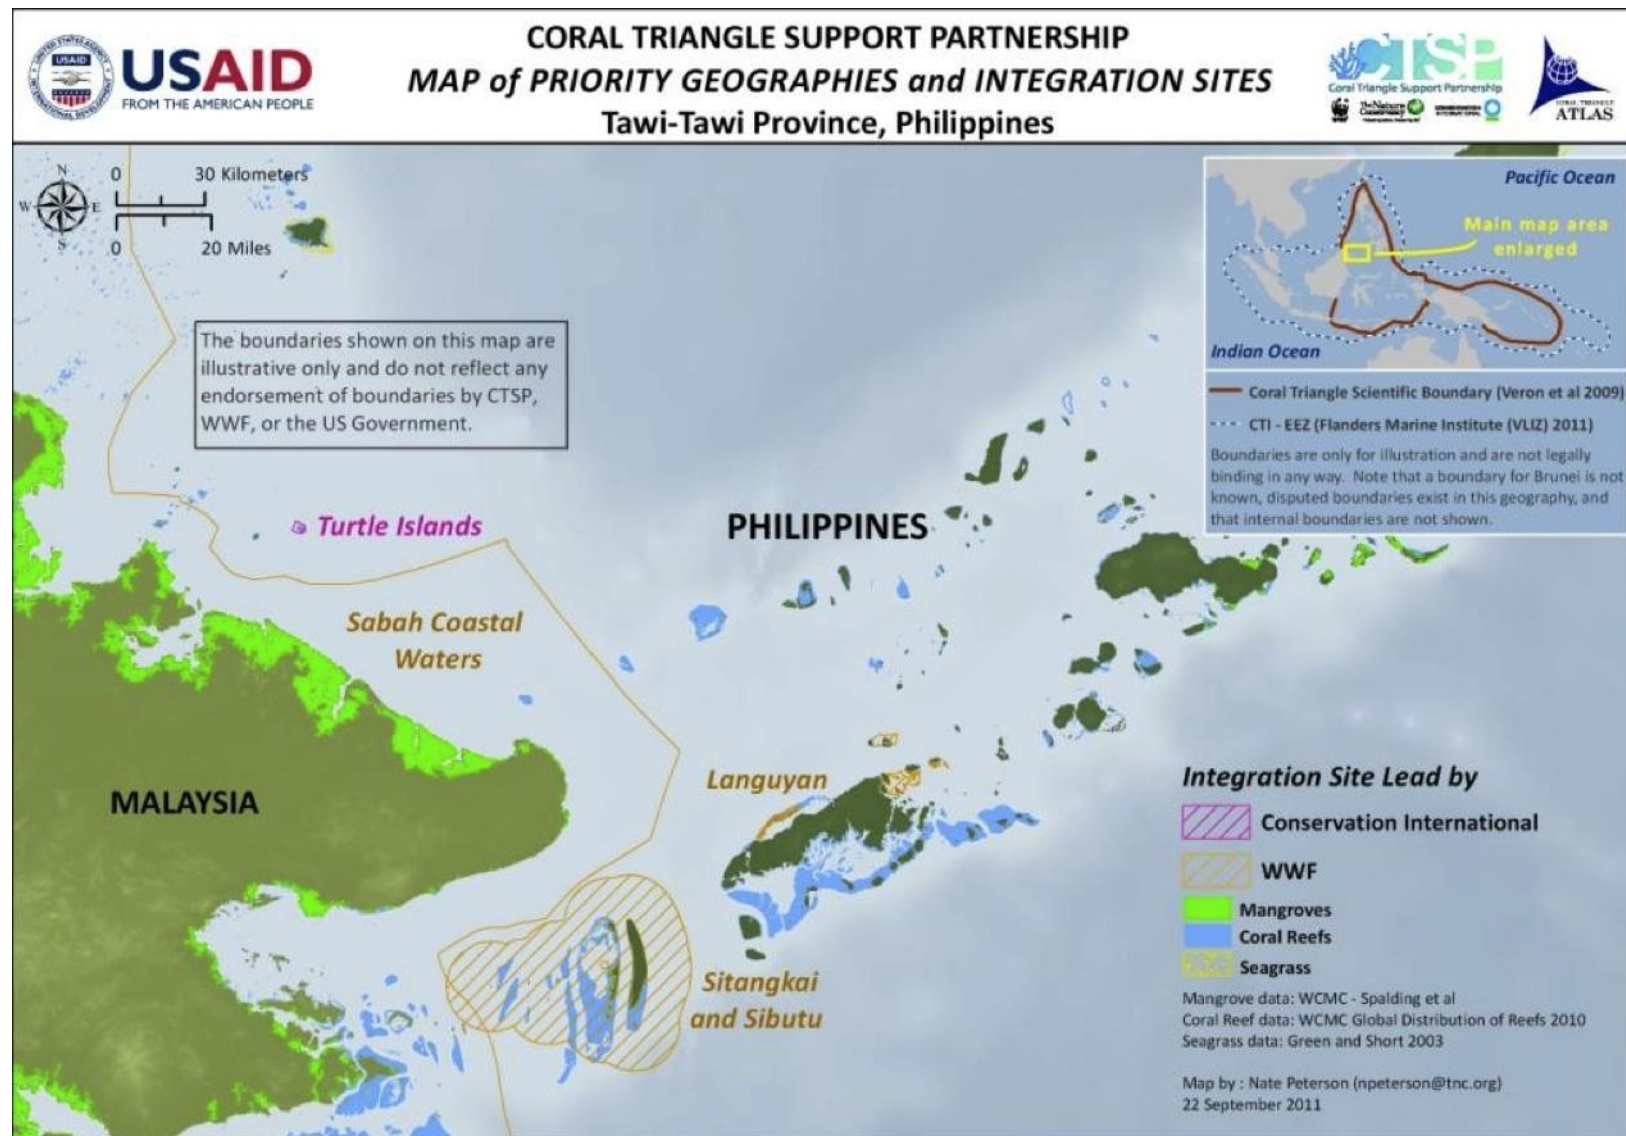 USAID
FROM THE AMERICAN PEOPLE
CORAL TRIANGLE SUPPORT PARTNERSHIP
MAP of PRIORITY GEOGRAPHIES and INTEGRATION SITES
Tawi-Tawi Province, Philippines
CTSP
Coral Triangle Support Partnership
WWF
The Nature Conservancy
CORAL TRIANGLE
ATLAS
N
W
E
S
0
30 Kilometers
0
20 Miles
The boundaries shown on this map are
illustrative only and do not reflect any
endorsement of boundaries by CTSP,
WWF, or the US Government.
Pacific Ocean
Main map area
enlarged
Indian Ocean
Coral Triangle Scientific Boundary (Veron et al 2009)
CTI - EEZ (Flanders Marine Institute (VLIZ) 2011)
Boundaries are only for illustration and are not legally
binding in any way. Note that a boundary for Brunei is not
known, disputed boundaries exist in this geography, and
that internal boundaries are not shown.
Turtle Islands
PHILIPPINES
Sabah Coastal
Waters
MALAYSIA
Languyan
Sitangkai
and Sibutu
Integration Site Lead by
Conservation International
WWF
Mangroves
Coral Reefs
Seagrass
Mangrove data: WCMC - Spalding et al
Coral Reef data: WCMC Global Distribution of Reefs 2010
Seagrass data: Green and Short 2003
Map by : Nate Peterson (npeterson@tnc.org)
22 September 2011